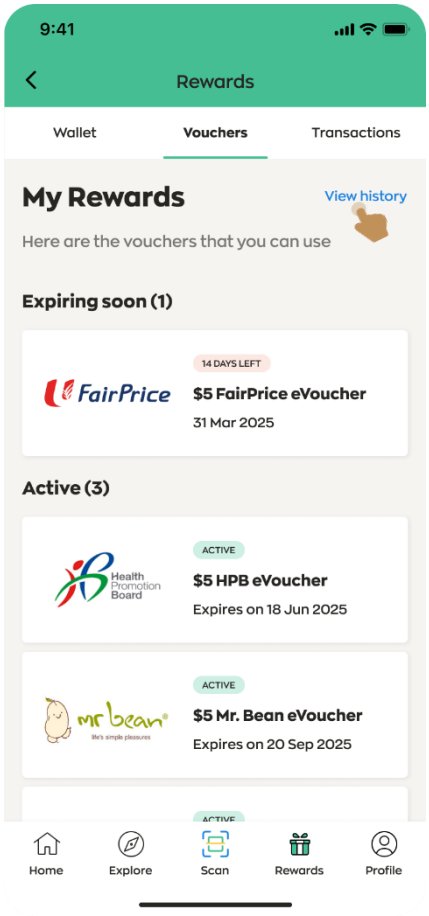 9:41
Rewards
Wallet Vouchers Transactions
My Rewards
View history
Here are the vouchers that you can use
Expiring soon (1)
FairPrice
14 DAYS LEFT
$5 FairPrice eVoucher
31 Mar 2025
Active (3)
Health
Promotion
Board
ACTIVE
$5 HPB eVoucher
Expires on 18 Jun 2025
mr bean®
life's simple pleasures
ACTIVE
$5 Mr. Bean eVoucher
Expires on 20 Sep 2025
ACTIVE
Home Explore Scan Rewards Profile